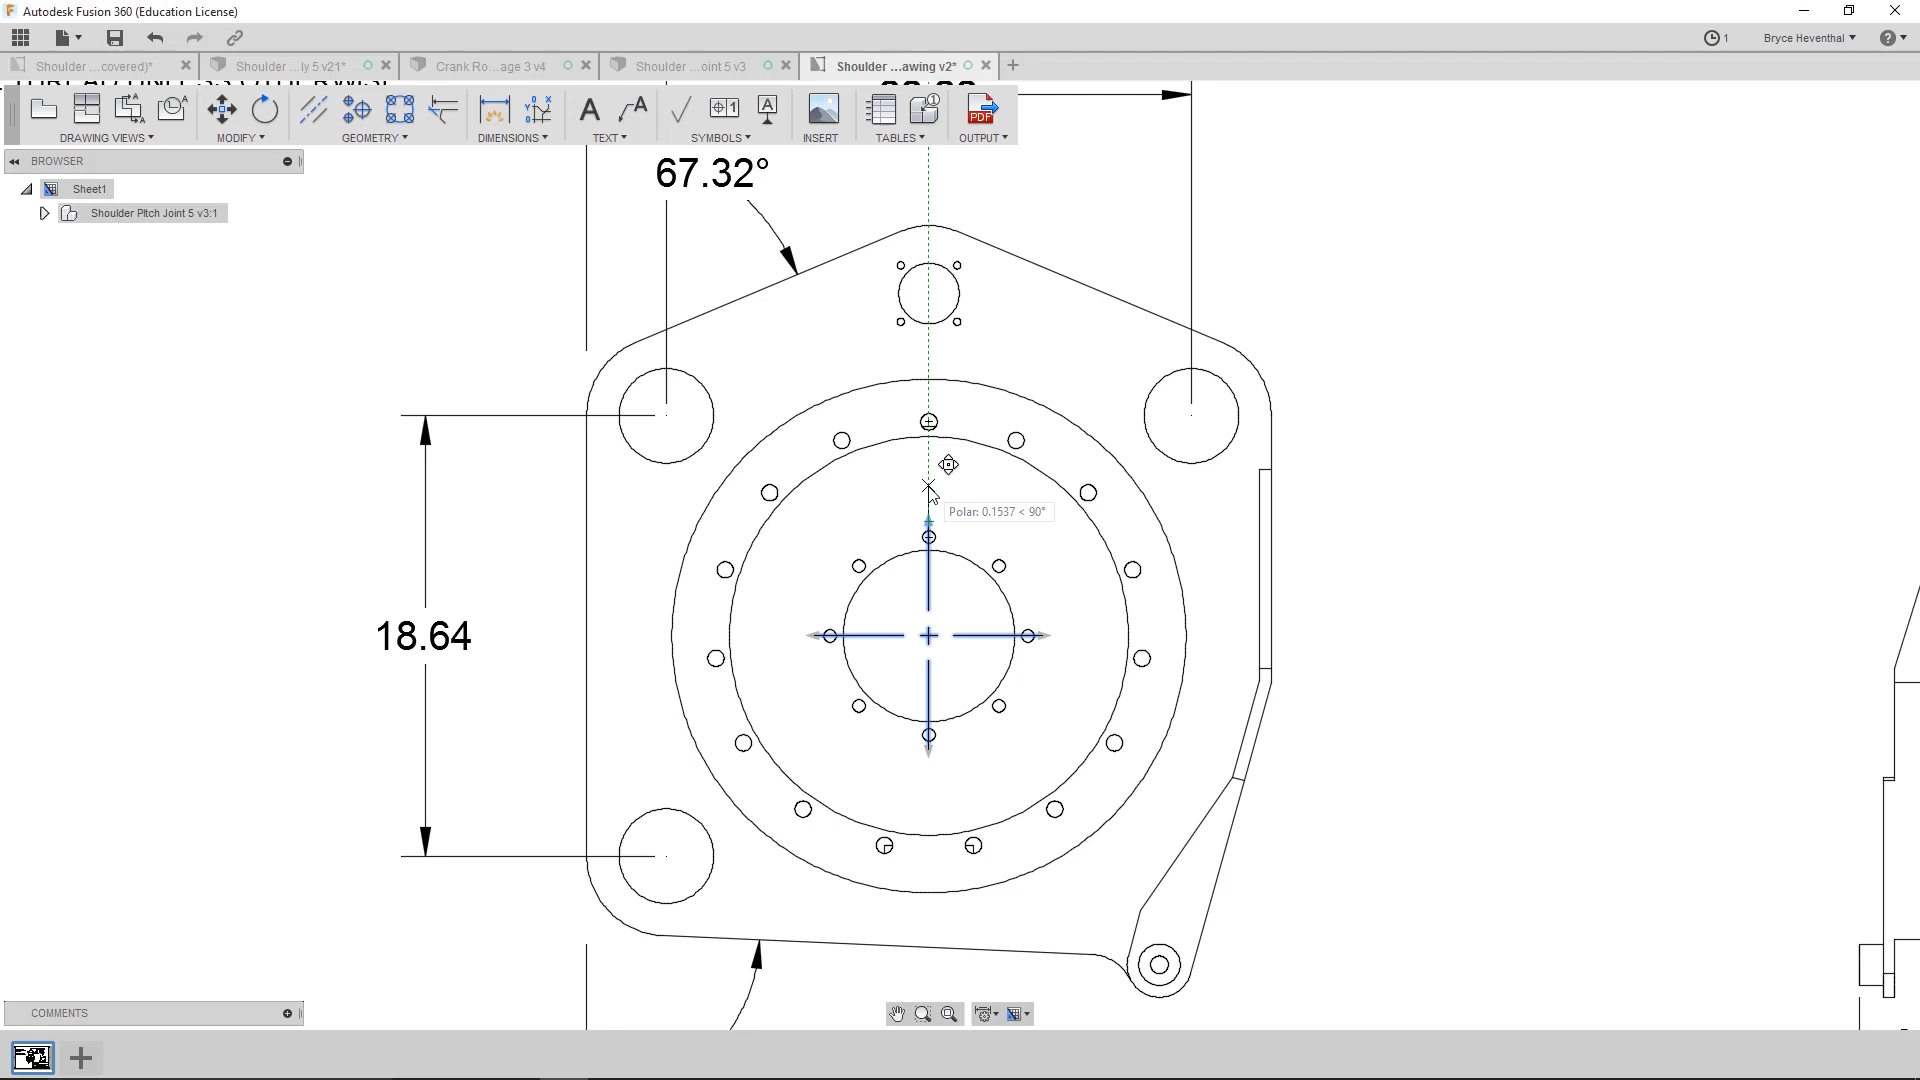 Autodesk Fusion 360 (Education License)
1
Bryce Heventhal
Shoulder ...covered)*
Shoulder ...ly 5 v21*
Crank Ro...age 3 v4
Shoulder ...oint 5 v3
Shoulder ...awing v2*
DRAWING VIEWS
MODIFY
GEOMETRY
DIMENSIONS
TEXT
SYMBOLS
INSERT
TABLES
OUTPUT
PDF
BROWSER
Sheet1
Shoulder Pitch Joint 5 v3:1
67.32°
Polar: 0.1537 < 90°
18.64
COMMENTS